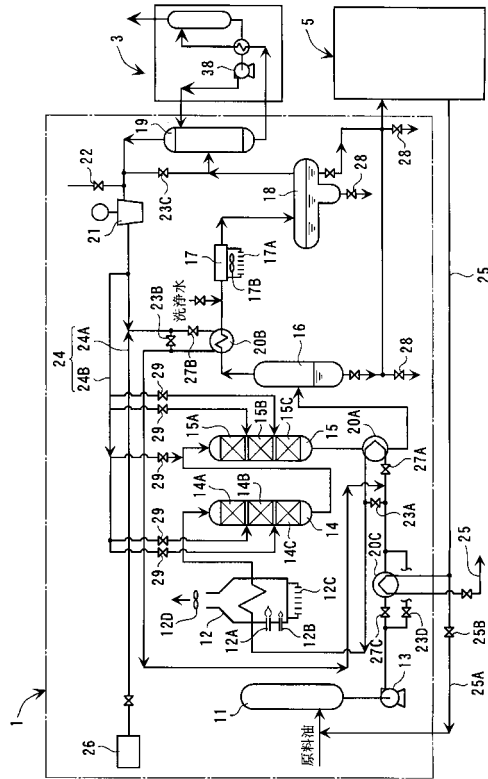 1
26
24
24A
24B
21
22
23C
19
3
38
5
29
29
29
29
29
23B
27B
20B
洗浄水
17
17A
17B
18
28
28
28
16
15A
15B
15C
15
14A
14B
14C
14
12D
12
12A
12B
12C
20A
27A
23A
20C
27C
23D
25
25
25B
25A
11
13
原料油